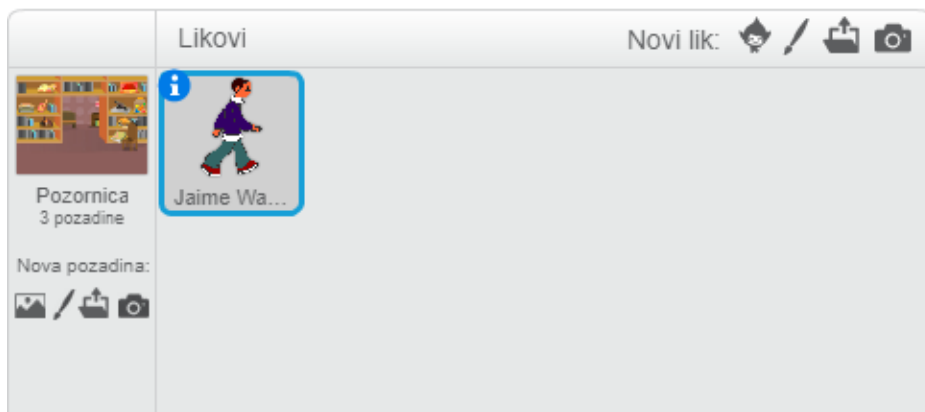 Likovi
Novi lik:
Pozornica
3 pozadine
Nova pozadina:
Jaime Wa...